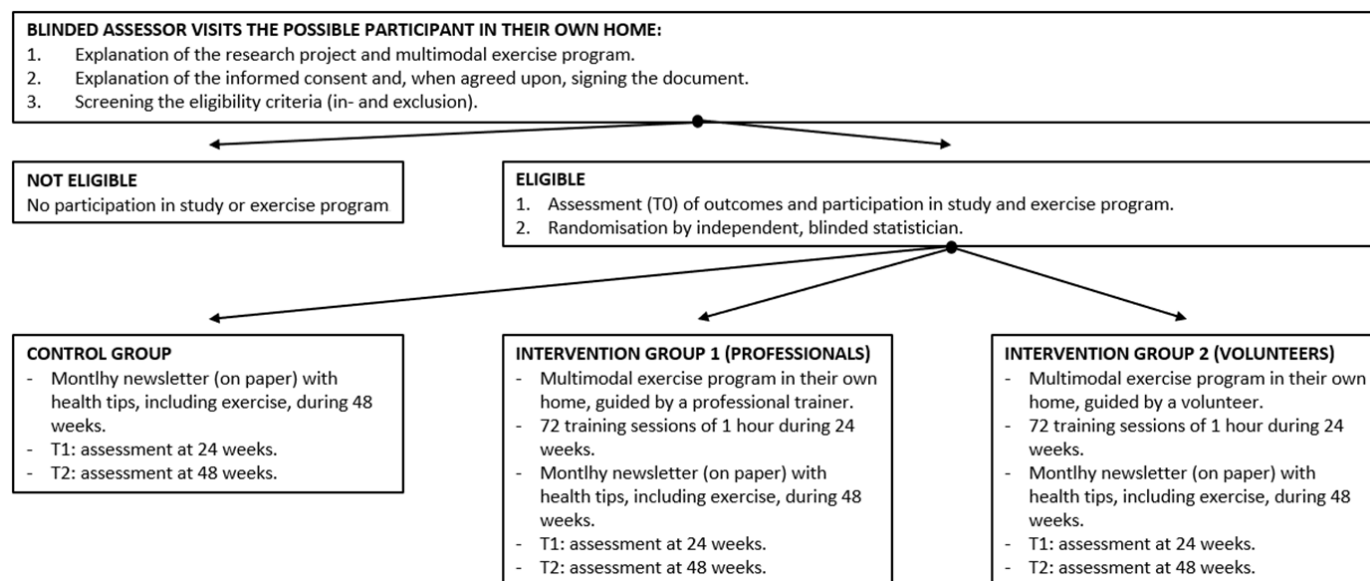 BLINDED ASSESSOR VISITS THE POSSIBLE PARTICIPANT IN THEIR OWN HOME:
1. Explanation of the research project and multimodal exercise program.
2. Explanation of the informed consent and, when agreed upon, signing the document.
3. Screening the eligibility criteria (in- and exclusion).
NOT ELIGIBLE
No participation in study or exercise program
ELIGIBLE
1. Assessment (T0) of outcomes and participation in study and exercise program.
2. Randomisation by independent, blinded statistician.
CONTROL GROUP
- Montlhy newsletter (on paper) with
health tips, including exercise, during 48
weeks.
- T1: assessment at 24 weeks.
- T2: assessment at 48 weeks.
INTERVENTION GROUP 1 (PROFESSIONALS)
- Multimodal exercise program in their own
home, guided by a professional trainer.
- 72 training sessions of 1 hour during 24
weeks.
- Montlhy newsletter (on paper) with
health tips, including exercise, during 48
weeks.
- T1: assessment at 24 weeks.
- T2: assessment at 48 weeks.
INTERVENTION GROUP 2 (VOLUNTEERS)
- Multimodal exercise program in their own
home, guided by a volunteer.
- 72 training sessions of 1 hour during 24
weeks.
- Montlhy newsletter (on paper) with
health tips, including exercise, during 48
weeks.
- T1: assessment at 24 weeks.
- T2: assessment at 48 weeks.